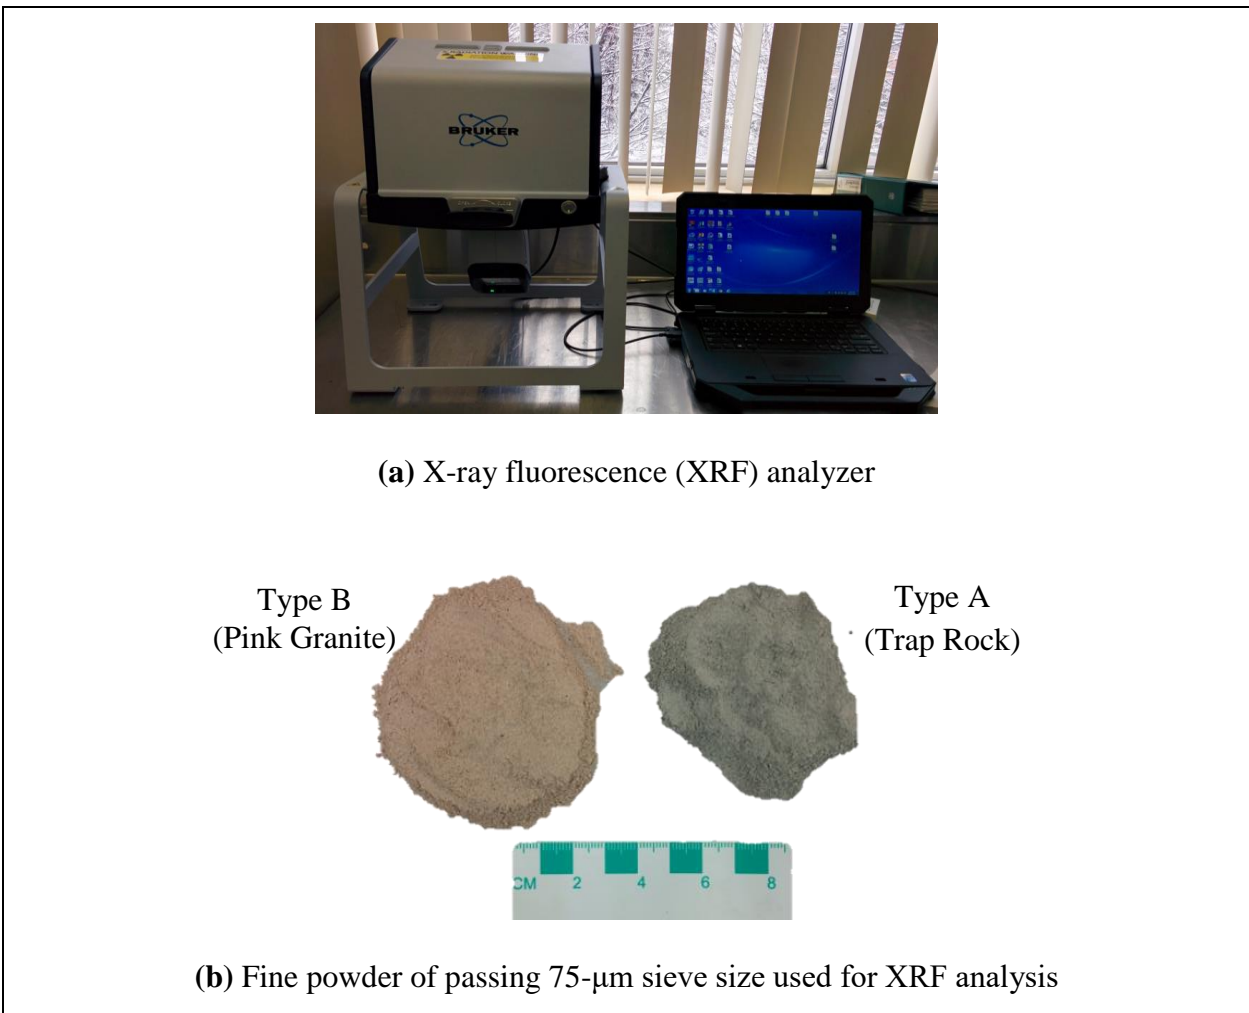 BRUKER
(a) X-ray fluorescence (XRF) analyzer
Type B
(Pink Granite)
Type A
(Trap Rock)
CM 2 4 6 8
(b) Fine powder of passing 75-μm sieve size used for XRF analysis